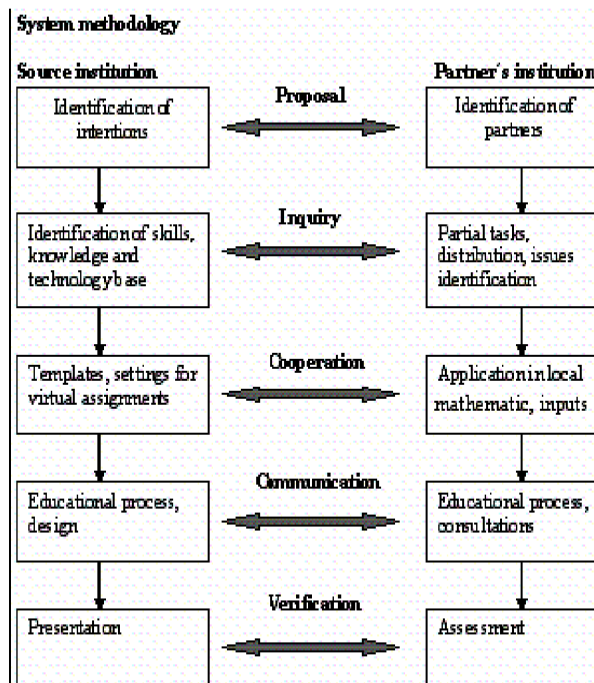 System methodology
Source institution
Partner´s institution
Identification of
intentions
Proposal
Identification of
partners
Identification of skills,
knowledge and
technology base
Inquiry
Partial tasks,
distribution, issues
identification
Templates, settings for
virtual assignments
Cooperation
Application in local
mathematic, inputs
Educational process,
design
Communication
Educational process,
consultations
Presentation
Verification
Assessment